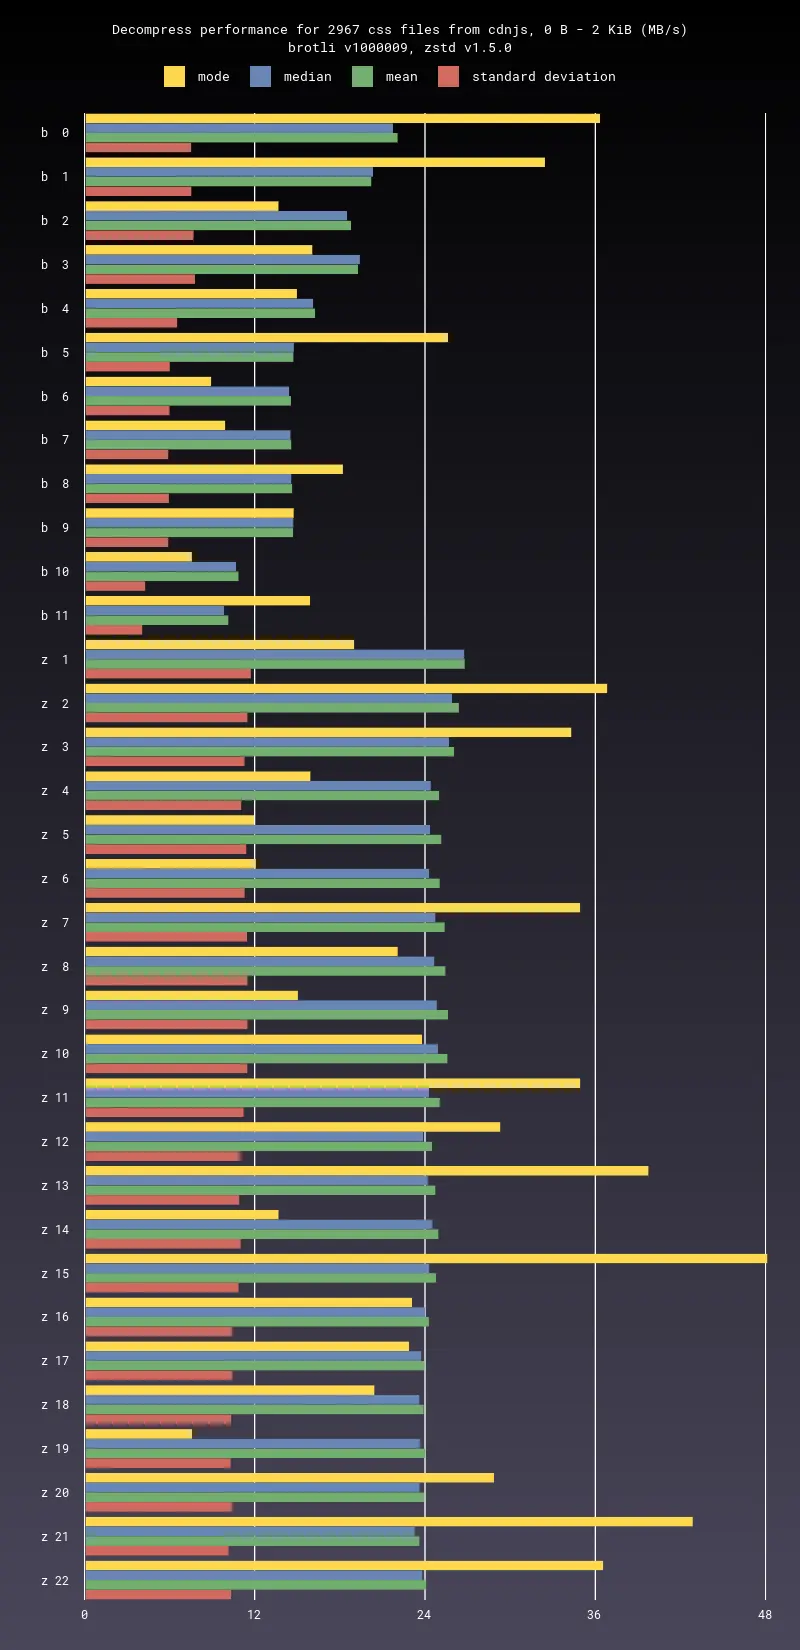 Decompress performance for 2967 css files from cdnjs, 0 B - 2 KiB (MB/s)
brotli v1000009, zstd v1.5.0
mode median mean standard deviation
b 0
b 1
b 2
b 3
b 4
b 5
b 6
b 7
b 8
b 9
b 10
b 11
z 1
z 2
z 3
z 4
z 5
z 6
z 7
z 8
z 9
z 10
z 11
z 12
z 13
z 14
z 15
z 16
z 17
z 18
z 19
z 20
z 21
z 22
0 12 24 36 48